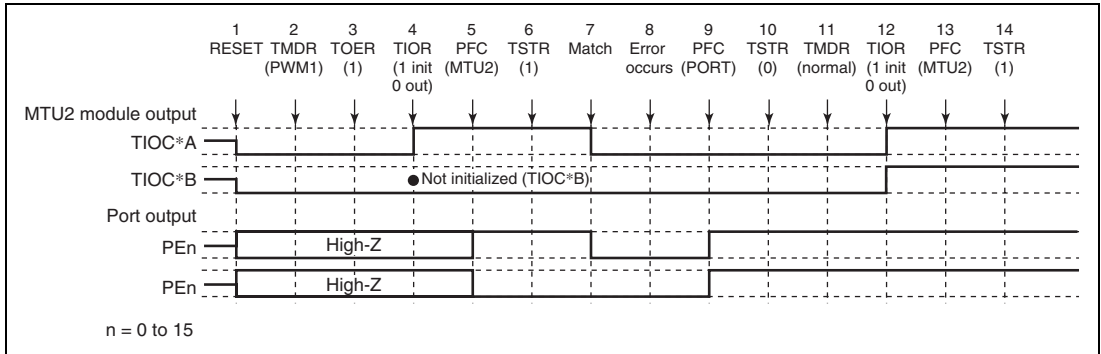 1 2 3 4 5 6 7 8 9 10 11 12 13 14
RESET TMDR TOER TIOR PFC TSTR Match Error PFC TSTR TMDR TIOR PFC TSTR
(PWM1) (1) (1 init (MTU2) (1) occurs (PORT) (0) (normal) (1 init (MTU2) (1)
0 out) 0 out)
MTU2 module output
TIOC*A
TIOC*B
Not initialized (TIOC*B)
Port output
PEn
High-Z
PEn
High-Z
n = 0 to 15